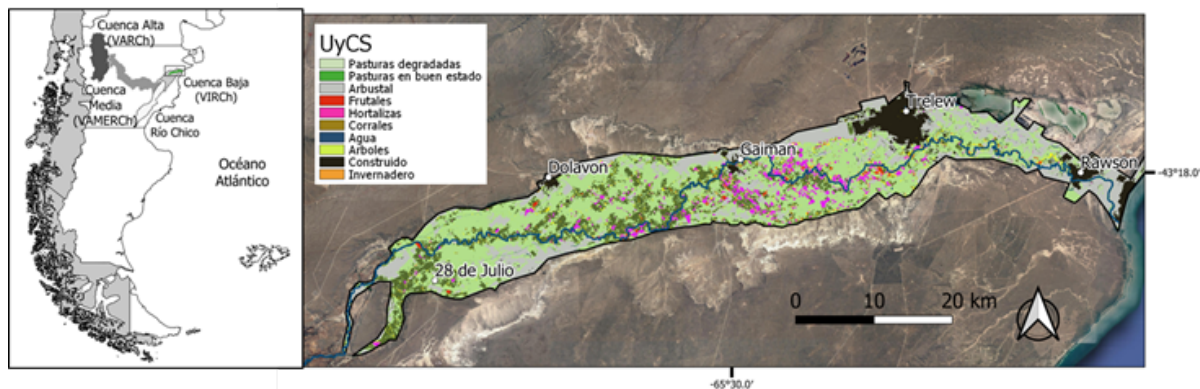 Cuenca Alta
(VARCh)
Cuenca
Media
(VAMERCh)
Cuenca Baja
(VIRCh)
Cuenca
Río Chico
Océano
Atlántico
UyCS
Pasturas degradadas
Pasturas en buen estado
Arbustal
Frutales
Hortalizas
Corrales
Agua
Arboles
Construido
Invernadero
Trelew
Gaiman
Dolavon
Rawson
28 de Julio
-43°18.0'
0 10 20 km
-65°30.0'